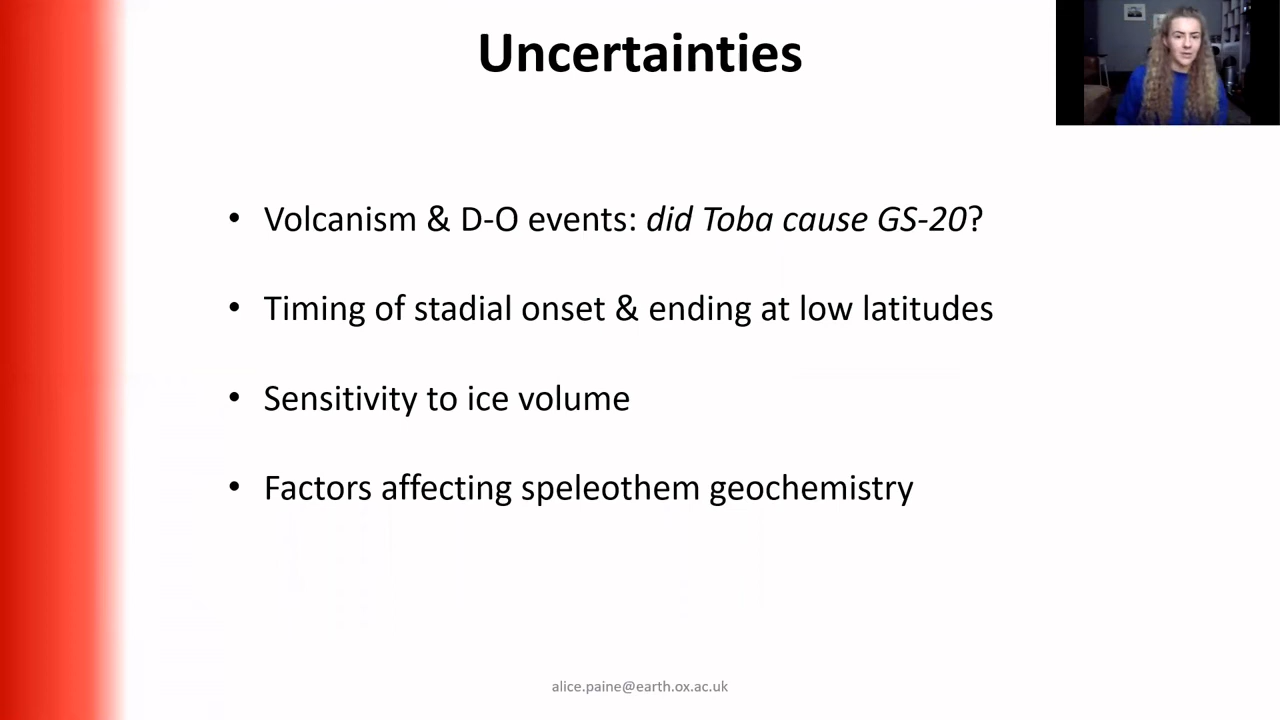 Uncertainties
• Volcanism & D-O events: did Toba cause GS-20?
• Timing of stadial onset & ending at low latitudes
• Sensitivity to ice volume
• Factors affecting speleothem geochemistry
alice.paine@earth.ox.ac.uk